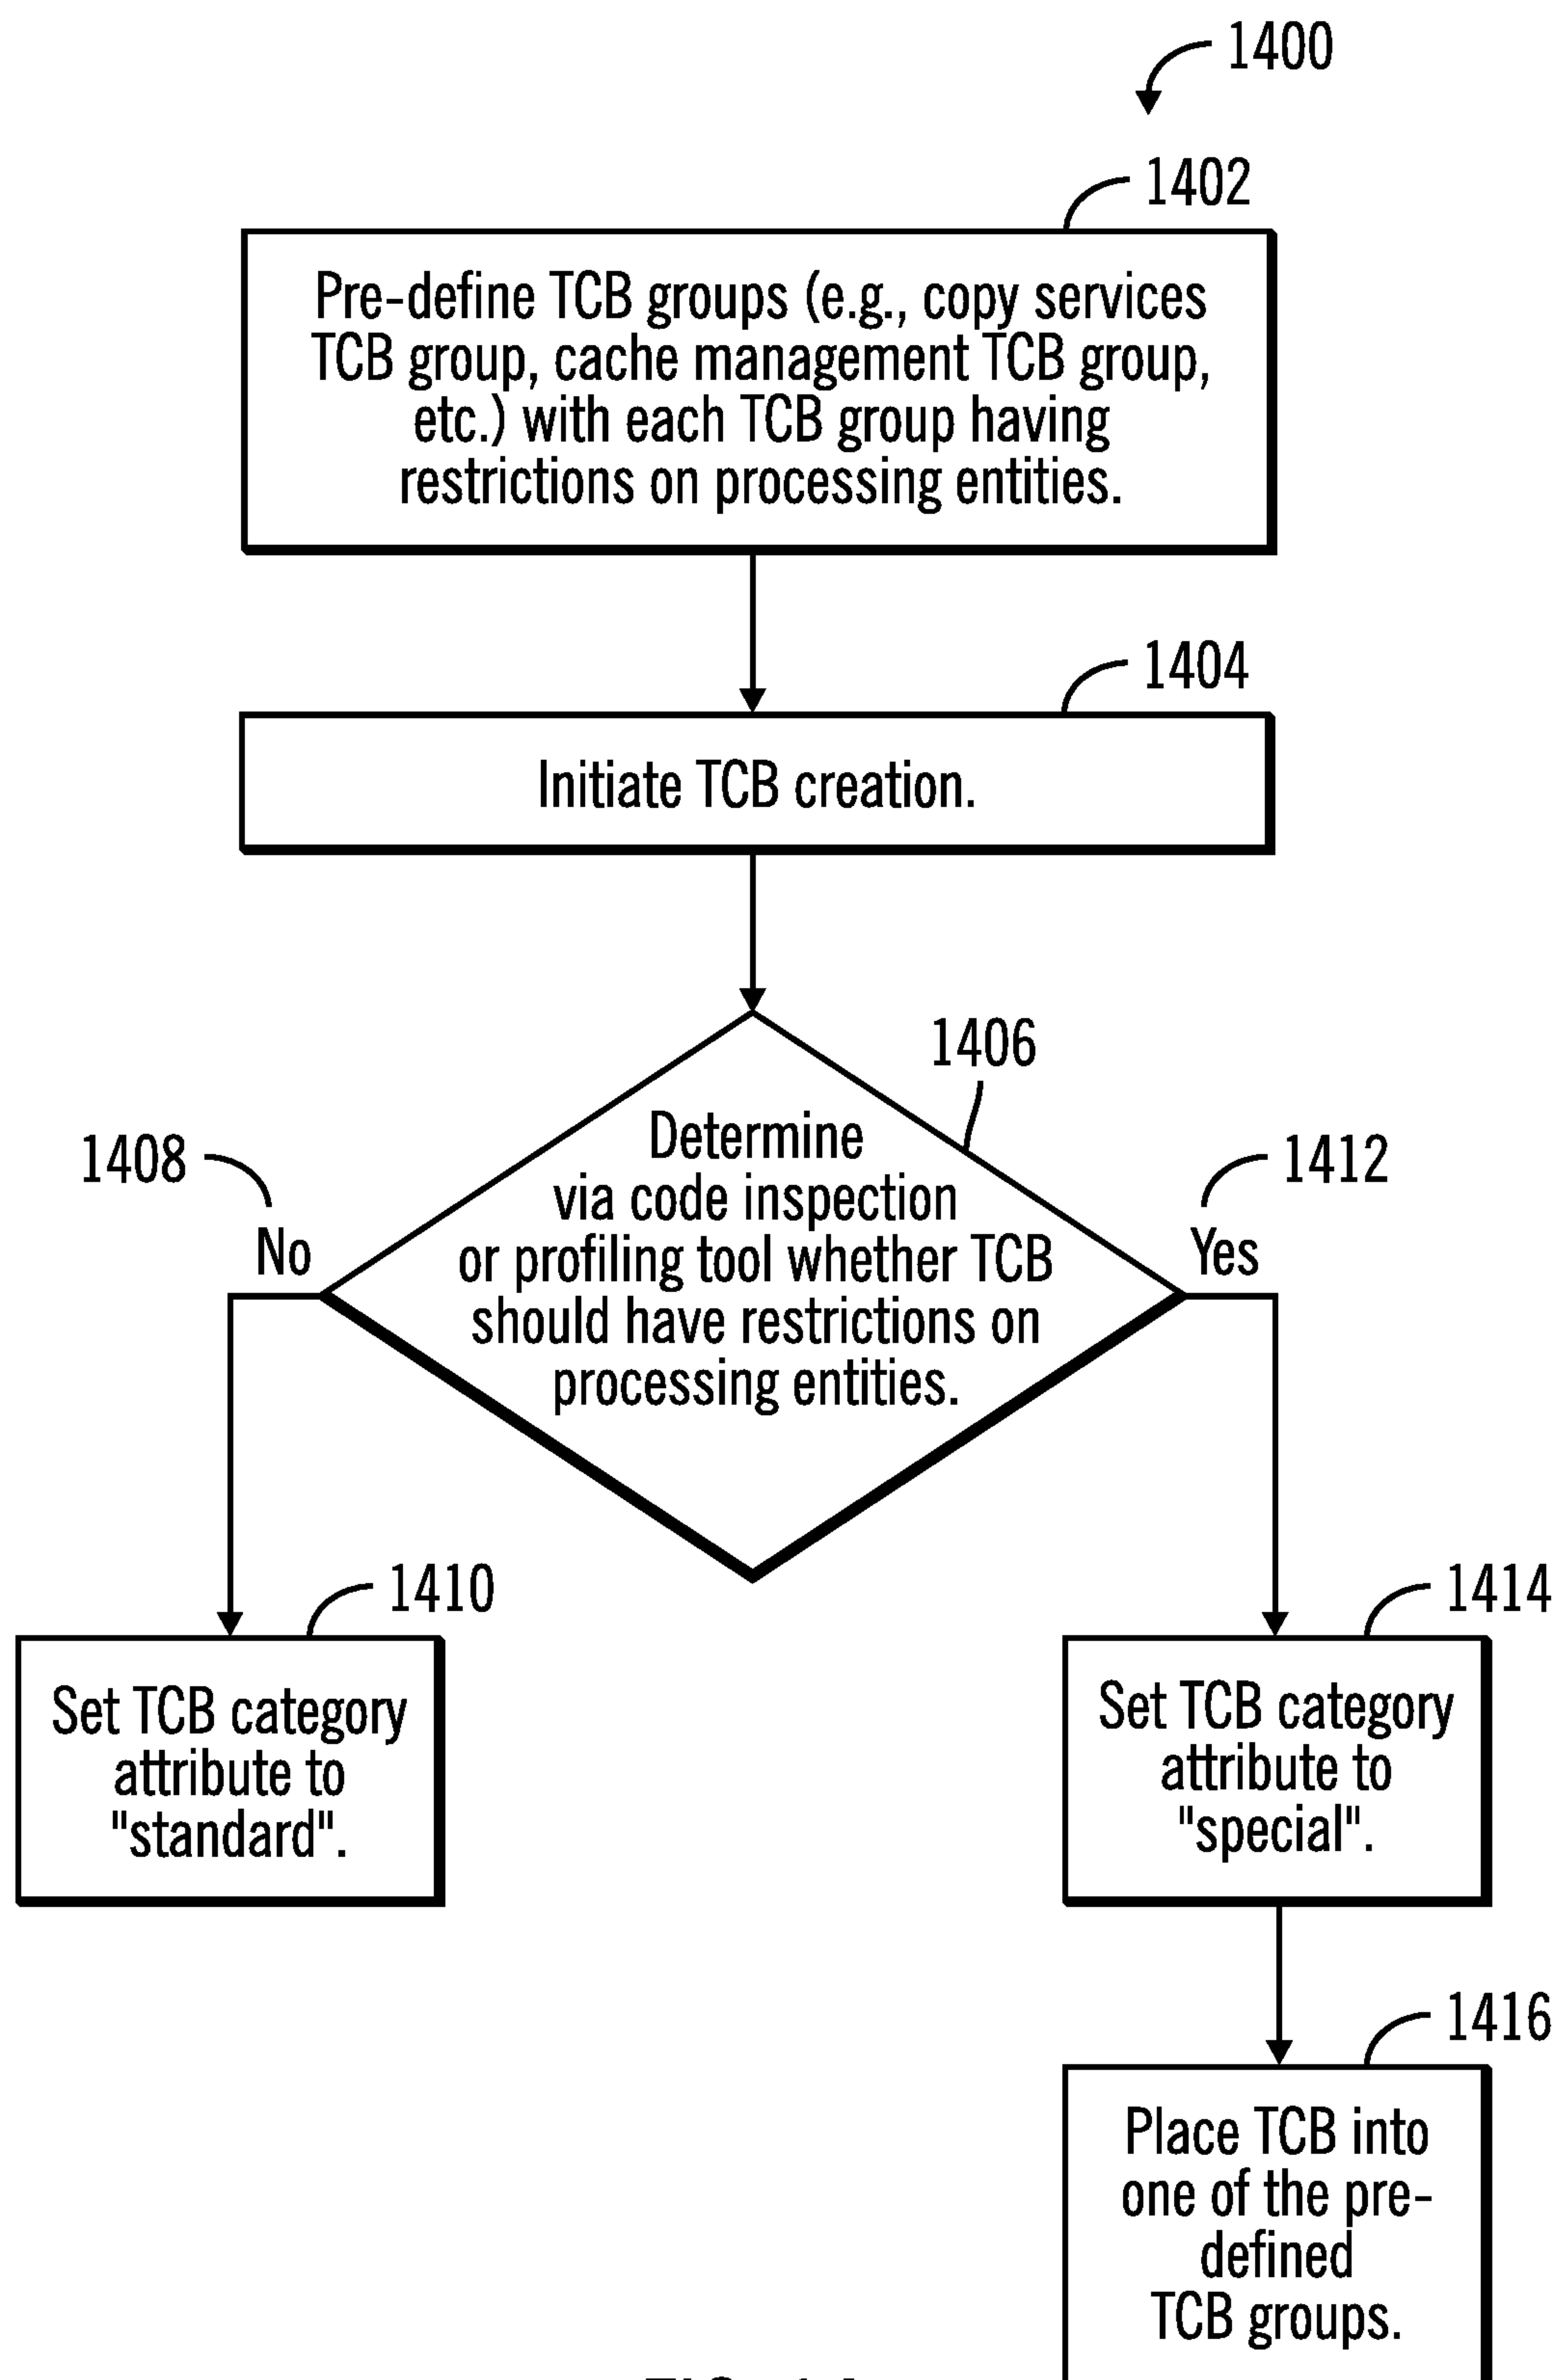 1400
1402
Pre-define TCB groups (e.g., copy services
TCB group, cache management TCB group,
etc.) with each TCB group having
restrictions on processing entities.
1404
Initiate TCB creation.
1406
Determine
via code inspection
or profiling tool whether TCB
should have restrictions on
processing entities.
1408
No
1412
Yes
1410
Set TCB category
attribute to
"standard".
1414
Set TCB category
attribute to
"special".
1416
Place TCB into
one of the pre-
defined
TCB groups.